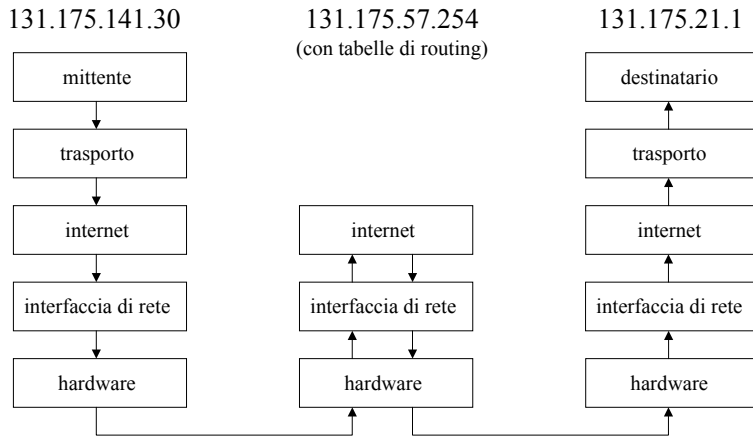 131.175.141.30
mittente
trasporto
internet
interfaccia di rete
hardware
131.175.57.254
(con tabelle di routing)
internet
interfaccia di rete
hardware
131.175.21.1
destinatario
trasporto
internet
interfaccia di rete
hardware